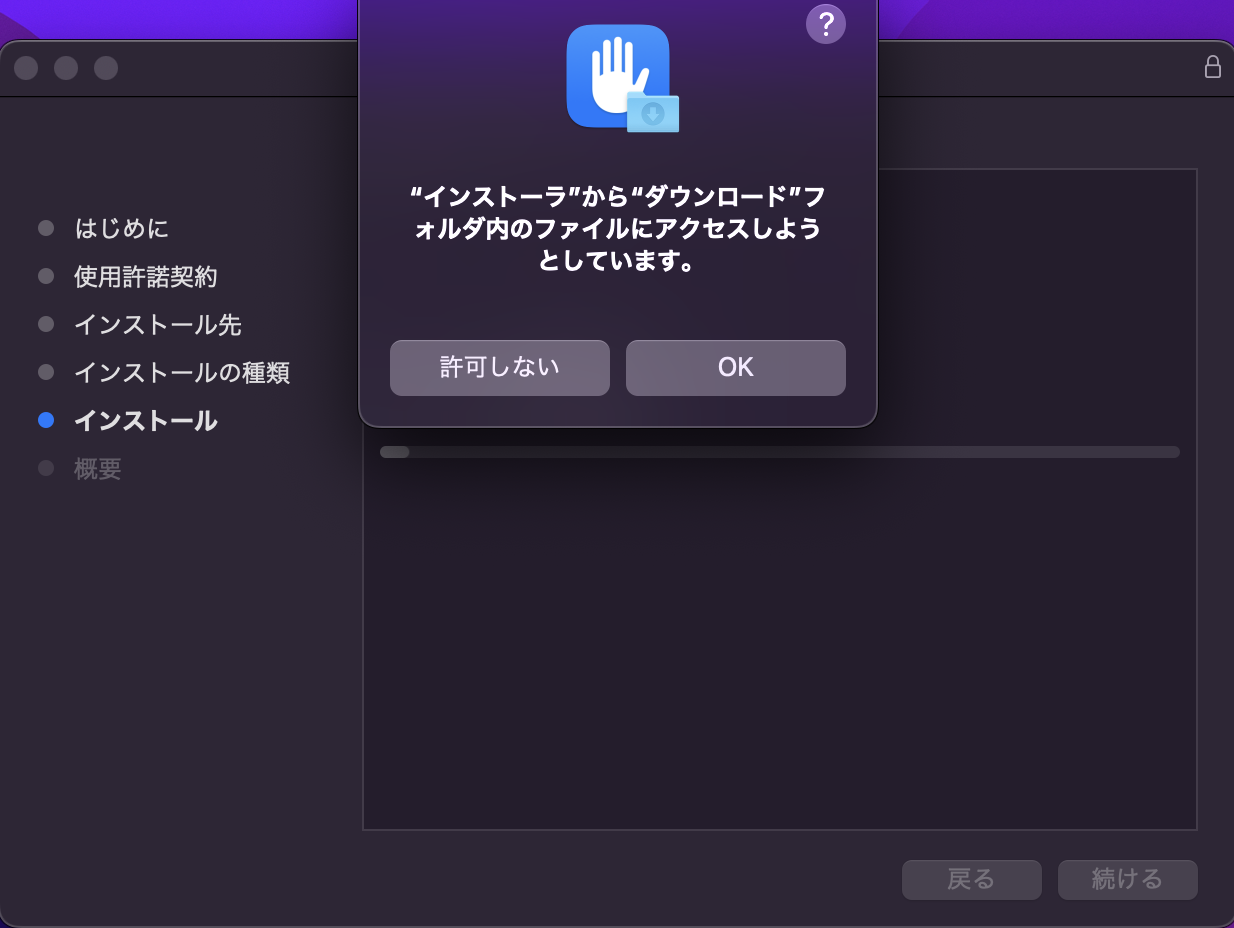 ?
“インストーラ”から“ダウンロード”フ
ォルダ内のファイルにアクセスしよう
としています。
許可しない
OK
はじめに
使用許諾契約
インストール先
インストールの種類
インストール
概要
戻る
続ける